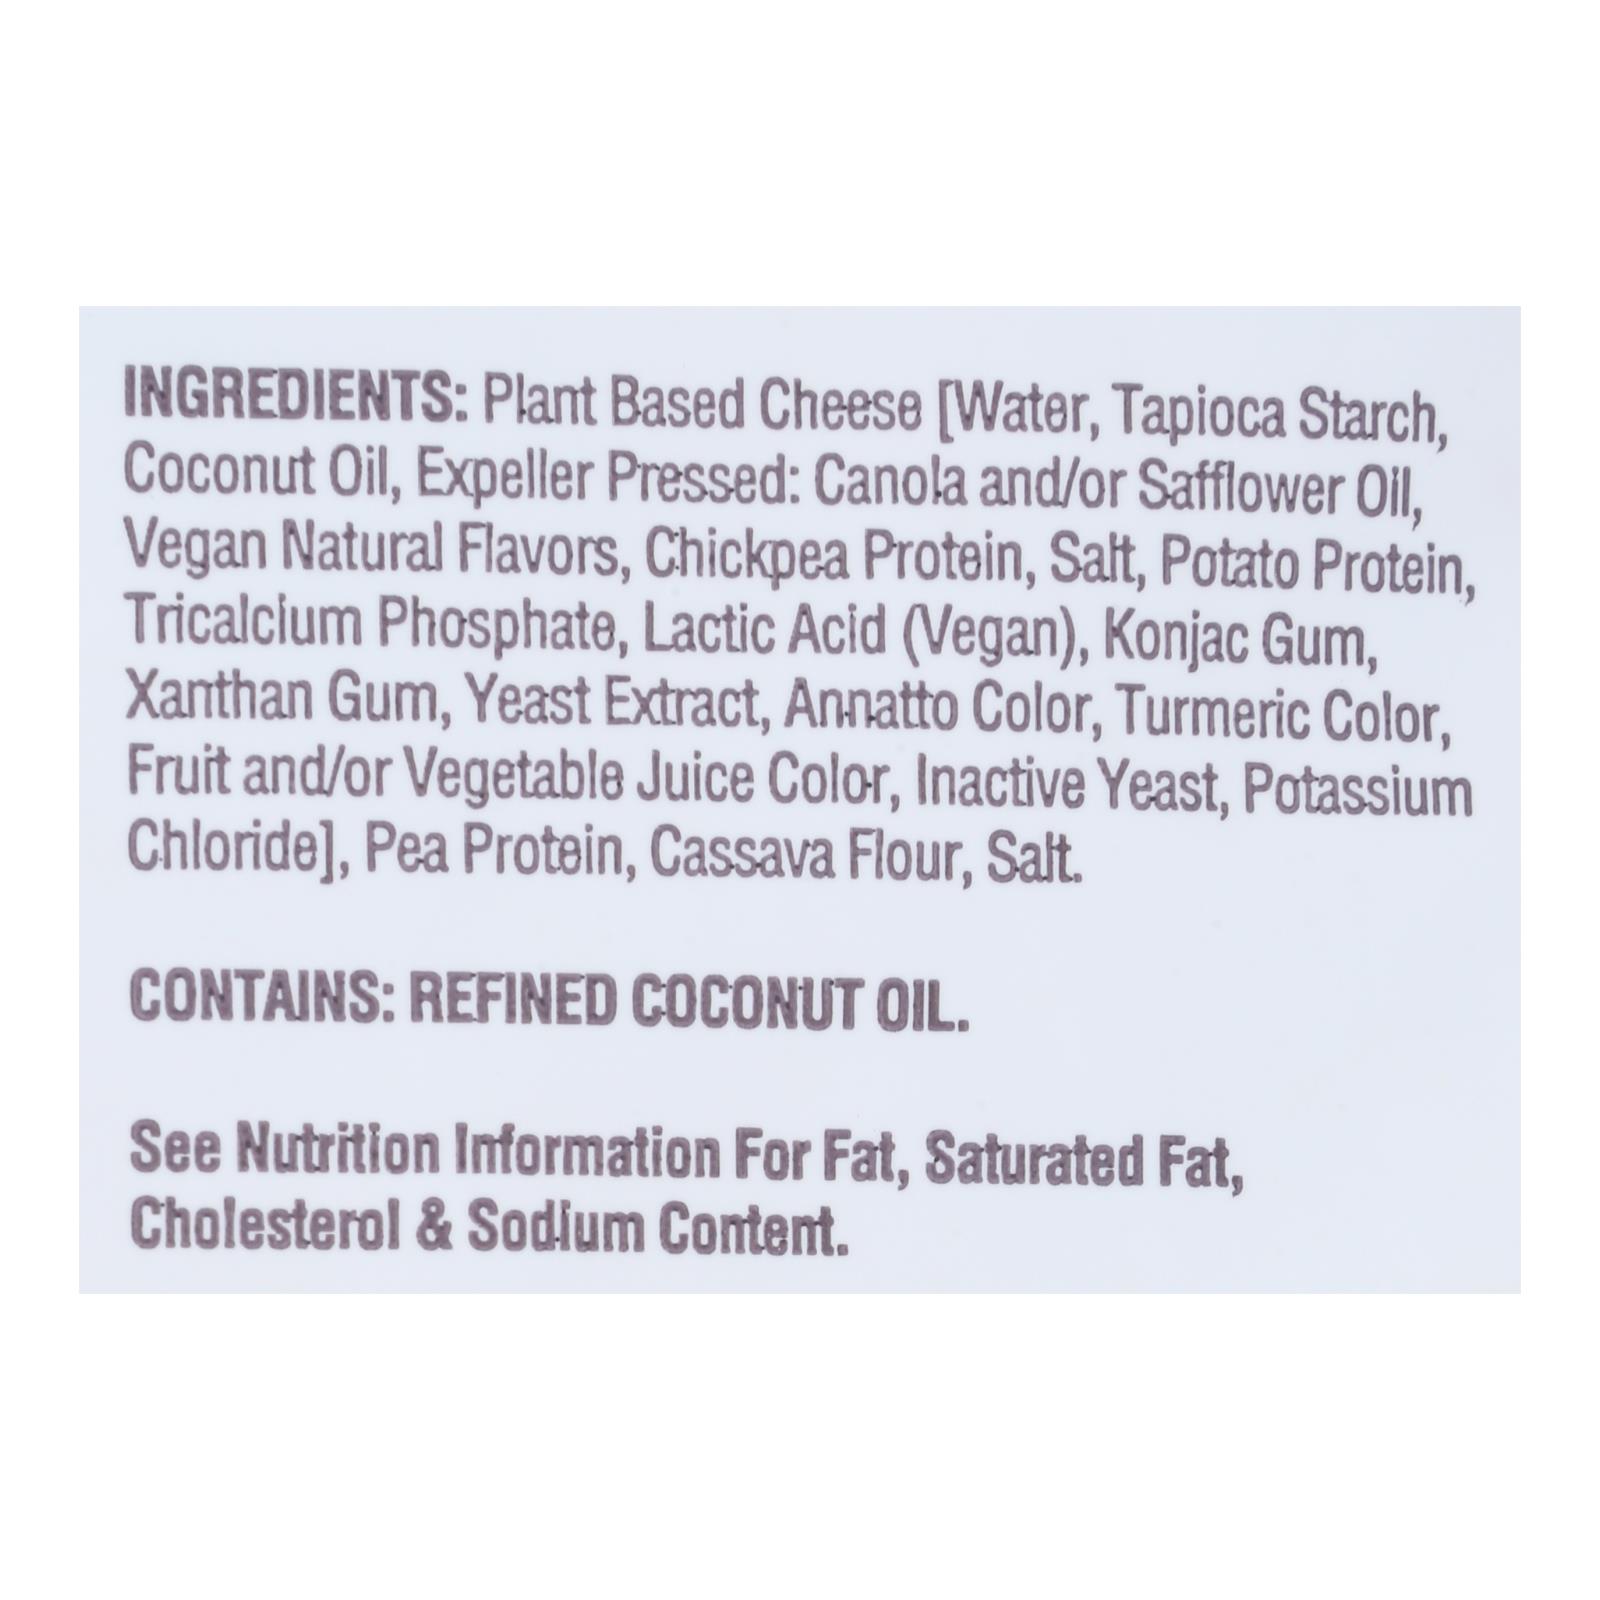 INGREDIENTS: Plant Based Cheese [Water, Tapioca Starch,
Coconut Oil, Expeller Pressed: Canola and/or Safflower Oil,
Vegan Natural Flavors, Chickpea Protein, Salt, Potato Protein,
Tricalcium Phosphate, Lactic Acid (Vegan), Konjac Gum,
Xanthan Gum, Yeast Extract, Annatto Color, Turmeric Color,
Fruit and/or Vegetable Juice Color, Inactive Yeast, Potassium
Chloride], Pea Protein, Cassava Flour, Salt.
CONTAINS: REFINED COCONUT OIL.
See Nutrition Information For Fat, Saturated Fat,
Cholesterol & Sodium Content.